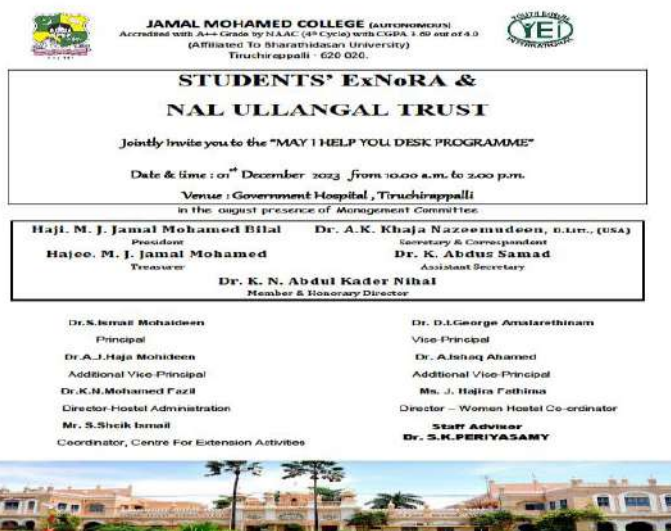 JAMAL MOHAMED COLLEGE (AUTONOMOUS)
Accredited with A++ Grade by NAAC (4th Cycle) with CGPA 3.69 out of 4.0
(Affiliated To Bharathidasan University)
Tiruchirappalli - 620 020.
YEi
STUDENTS' ExNoRA &
NAL ULLANGAL TRUST
Jointly Invite you to the "MAY I HELP YOU DESK PROGRAMME"
Date & time : 01st December 2023 from 10.00 a.m. to 2.00 p.m.
Venue : Government Hospital , Tiruchirappalli
in the august presence of Management Committee
Haji. M. J. Jamal Mohamed Bilal Dr. A.K. Khaja Nazeemudeen, D.Litt., (USA)
President Secretary & Correspondent
Hajee. M. J. Jamal Mohamed Dr. K. Abdus Samad
Treasurer Assistant Secretary
Dr. K. N. Abdul Kader Nihal
Member & Honorary Director
Dr.S.Ismail Mohaideen Dr. D.I.George Amalarethinam
Principal Vice-Principal
Dr.A.J.Haja Mohideen Dr. A.Ishaq Ahamed
Additional Vice-Principal Additional Vice-Principal
Dr.K.N.Mohamed Fazil Ms. J. Hajira Fathima
Director-Hostel Administration Director – Women Hostel Co-ordinator
Mr. S.Sheik Ismail Staff Advisor
Coordinator, Centre For Extension Activities Dr. S.K.PERIYASAMY